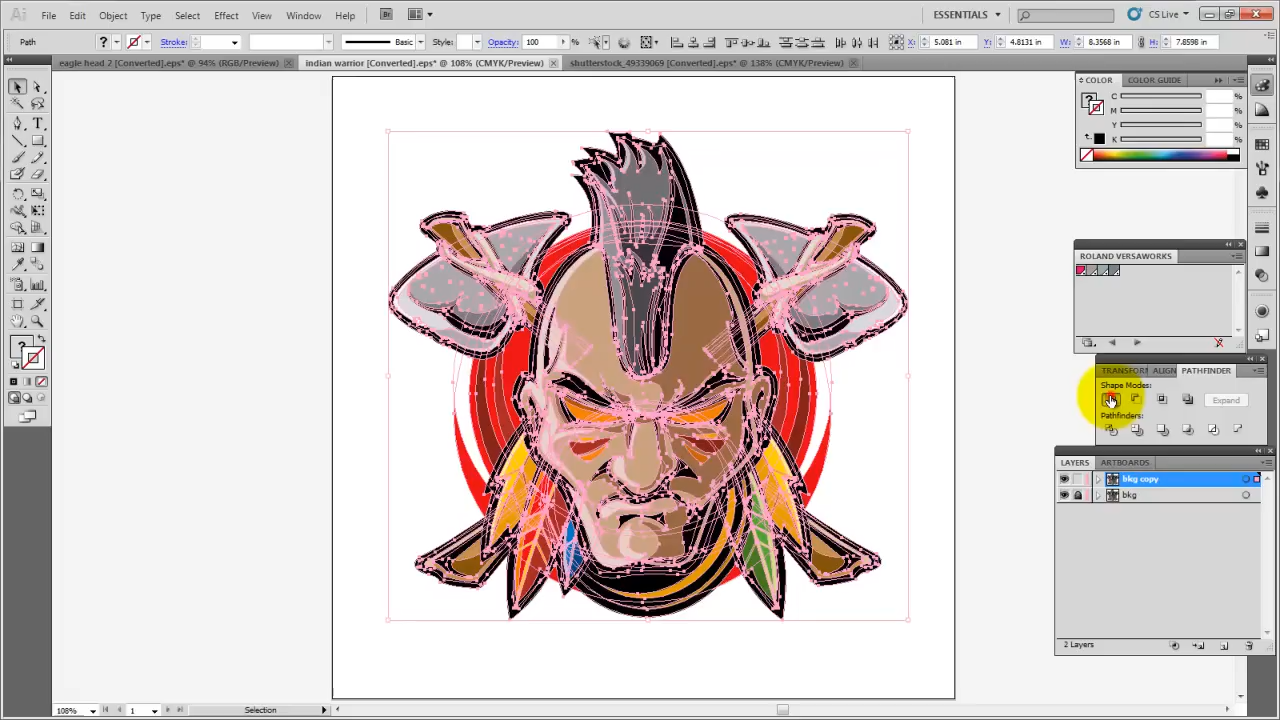 Ai File Edit Object Type Select Effect View Window Help Br ESSENTIALS CS Live
Path Stroke: Basic Style: Opacity: 100 % X: 5.081 in Y: 4.8131 in W: 8.3568 in H: 7.8598 in
eagle head 2 [Converted].eps* @ 94% (RGB/Preview) indian warrior [Converted].eps* @ 108% (CMYK/Preview) shutterstock_49339069 [Converted].eps* @ 138% (CMYK/Preview)
COLOR COLOR GUIDE
C %
M %
Y %
K %
ROLAND VERSAWORKS
TRANSFORM ALIGN PATHFINDER
Shape Modes:
Expand
Pathfinders:
LAYERS ARTBOARDS
bkg copy
bkg
2 Layers
108% 1 Selection